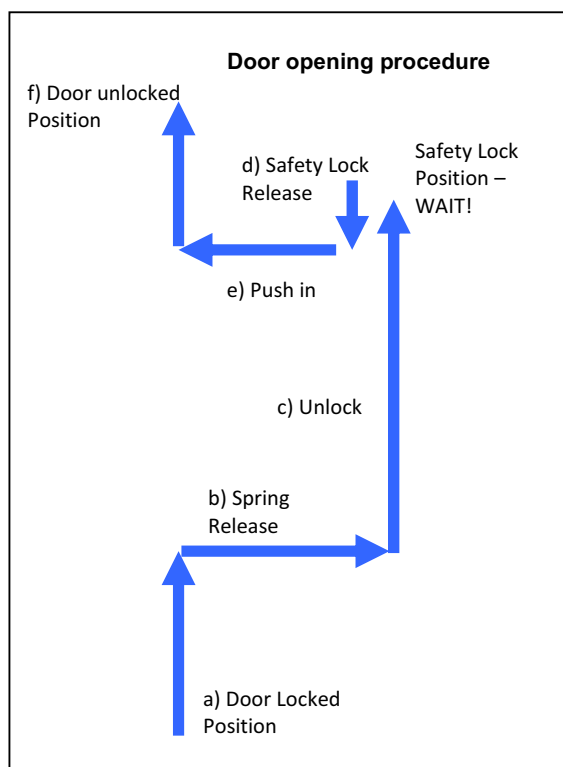 Door opening procedure
f) Door unlocked
Position
d) Safety Lock
Release
Safety Lock
Position –
WAIT!
e) Push in
c) Unlock
b) Spring
Release
a) Door Locked
Position